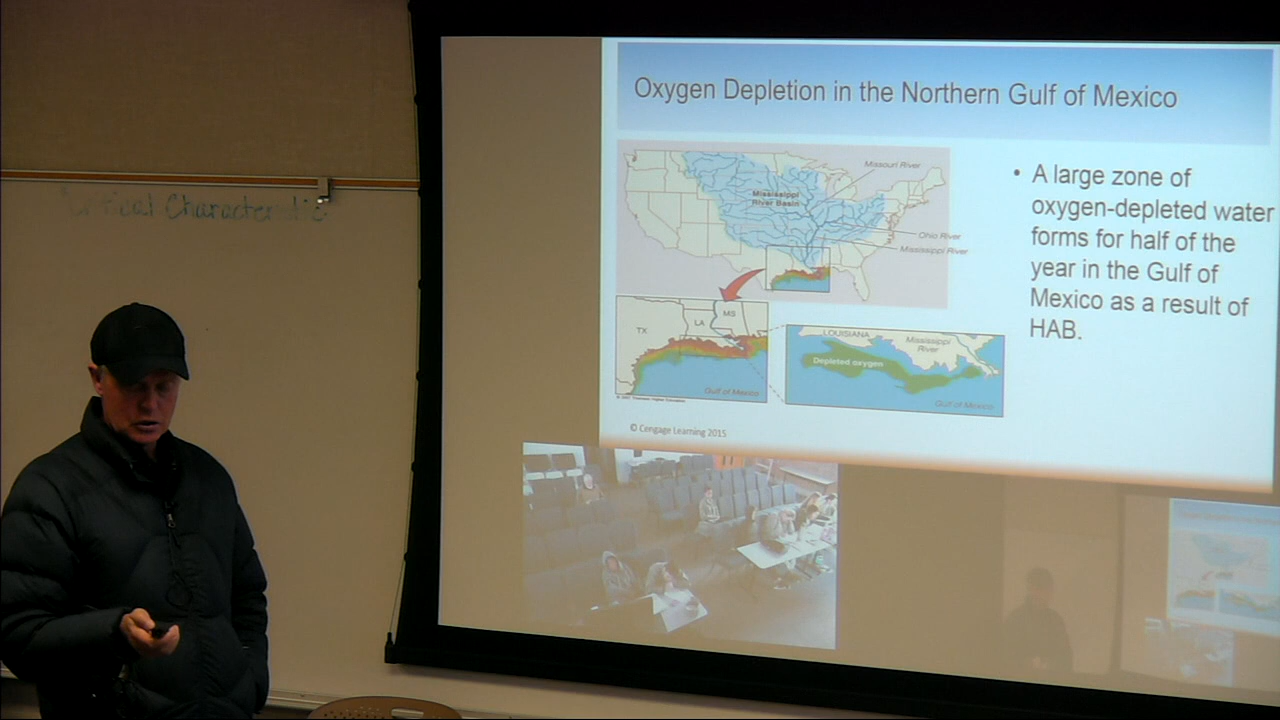 Critical Characteristic
Oxygen Depletion in the Northern Gulf of Mexico
Missouri River
Mississippi
River Basin
Ohio River
Mississippi River
• A large zone of
oxygen-depleted water
forms for half of the
year in the Gulf of
Mexico as a result of
HAB.
TX
LA
MS
Gulf of Mexico
LOUISIANA
Mississippi
River
Depleted oxygen
Gulf of Mexico
© Cengage Learning 2015